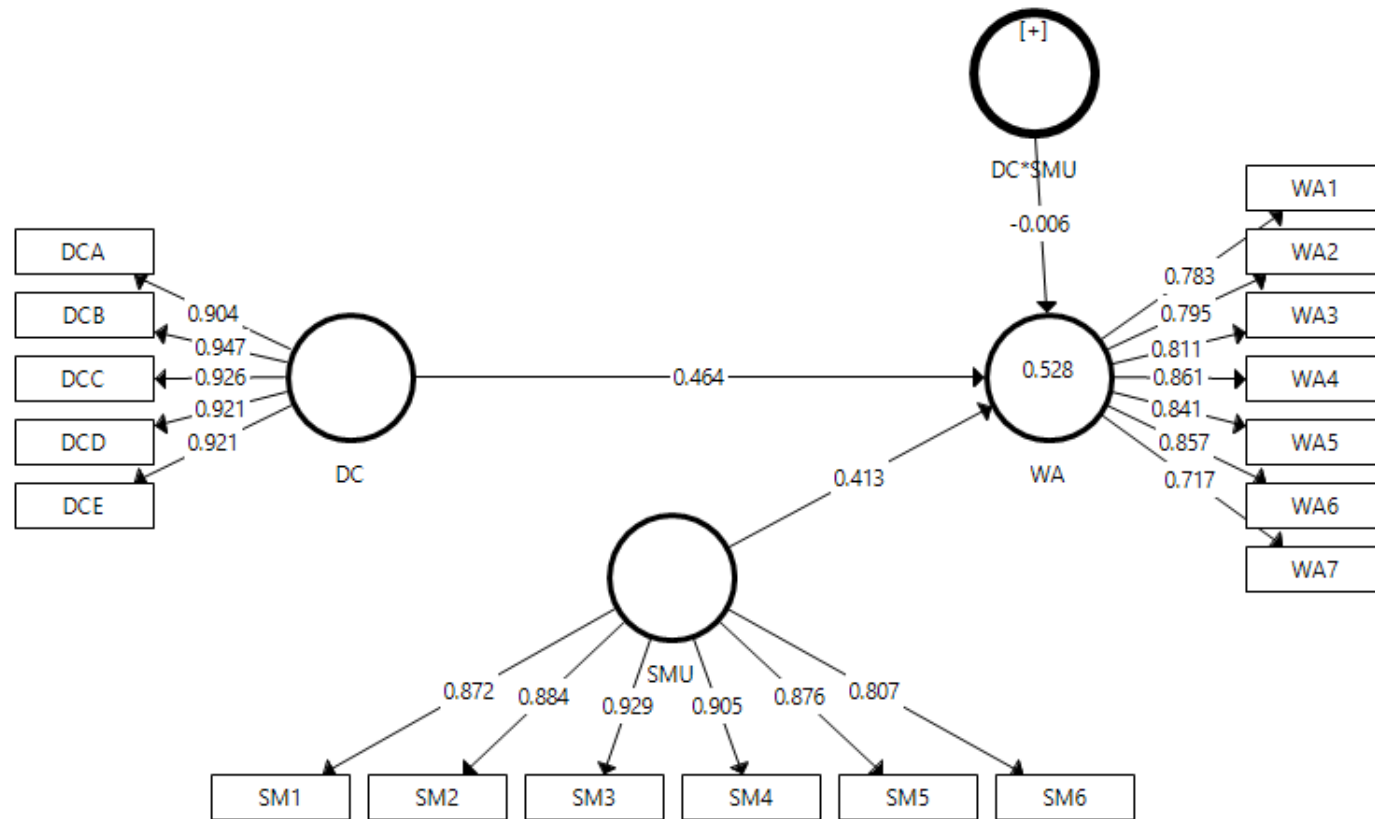 [+]
DC*SMU
-0.006
DCA
DCB
DCC
DCD
DCE
0.904
0.947
0.926
0.921
0.921
DC
0.464
0.528
WA
0.783
0.795
0.811
0.861
0.841
0.857
0.717
WA1
WA2
WA3
WA4
WA5
WA6
WA7
0.413
SMU
0.872
0.884
0.929
0.905
0.876
0.807
SM1
SM2
SM3
SM4
SM5
SM6